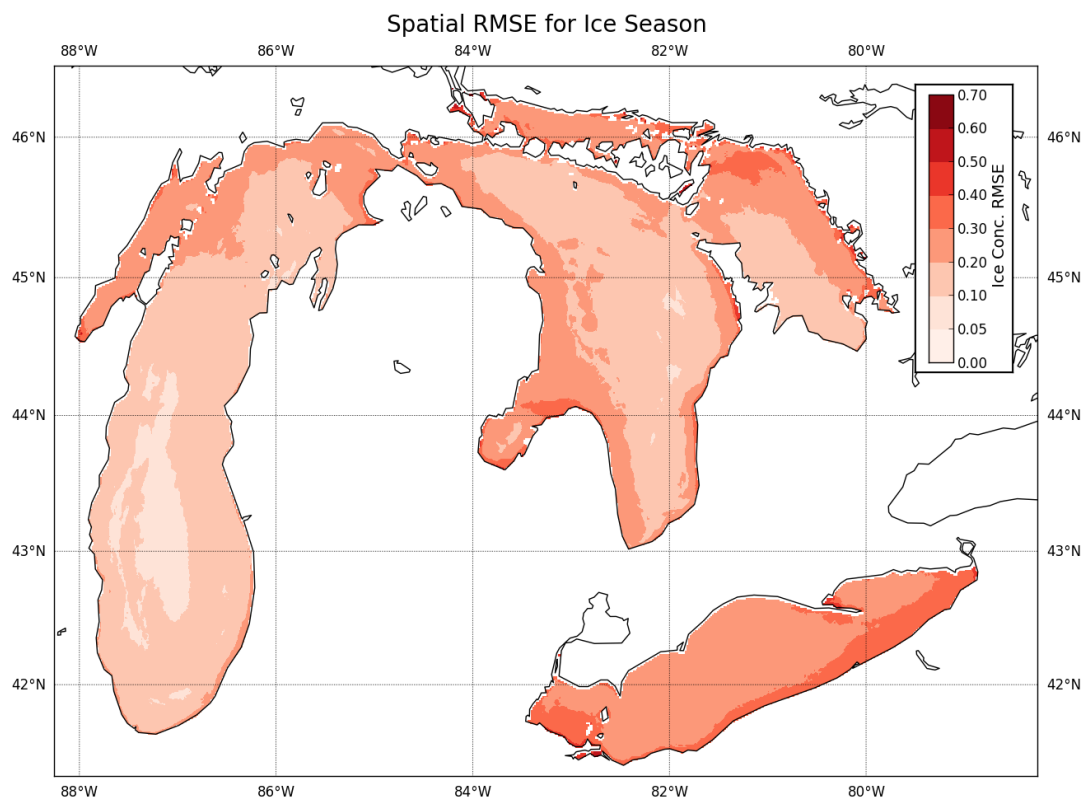 Spatial RMSE for Ice Season
88°W 86°W 84°W 82°W 80°W
46°N 46°N
45°N 45°N
44°N 44°N
43°N 43°N
42°N 42°N
0.70
0.60
0.50
0.40
0.30
0.20
0.10
0.05
0.00
Ice Conc. RMSE
88°W 86°W 84°W 82°W 80°W